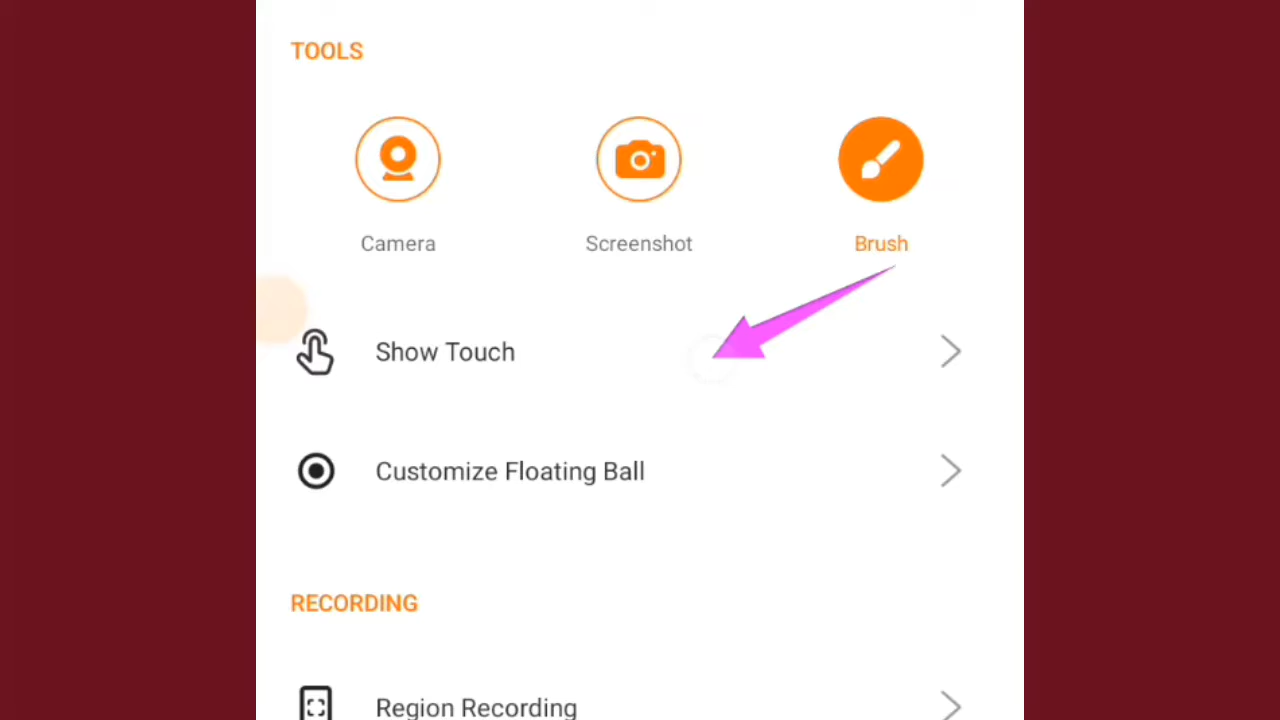 TOOLS
Camera Screenshot Brush
Show Touch
Customize Floating Ball
RECORDING
Region Recording